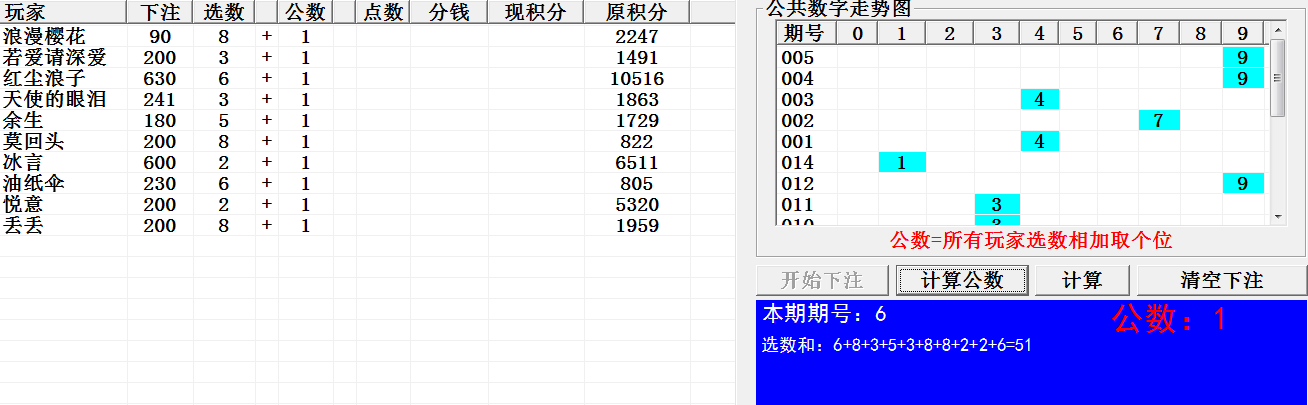 玩家 下注 选数 公数 点数 分钱 现积分 原积分
浪漫樱花 90 8 + 1 2247
若爱请深爱 200 3 + 1 1491
红尘浪子 630 6 + 1 10516
天使的眼泪 241 3 + 1 1863
余生 180 5 + 1 1729
莫回头 200 8 + 1 822
冰言 600 2 + 1 6511
油纸伞 230 6 + 1 805
悦意 200 2 + 1 5320
丢丢 200 8 + 1 1959
公共数字走势图
期号 0 1 2 3 4 5 6 7 8 9
005 9
004 9
003 4
002 7
001 4
014 1
012 9
011 3
010 3
公数=所有玩家选数相加取个位
开始下注 计算公数 计算 清空下注
本期期号：6 公数：1
选数和：6+8+3+5+3+8+8+2+2+6=51